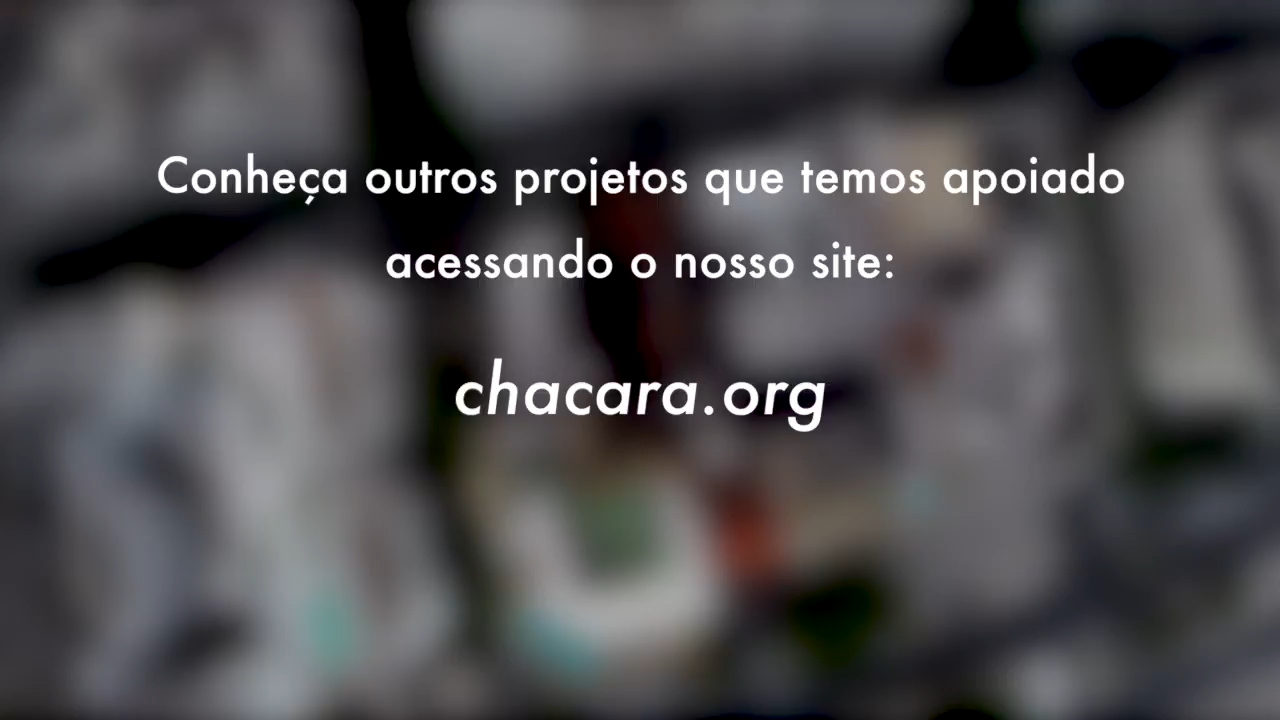 Conheça outros projetos que temos apoiado
acessando o nosso site:
chacara.org